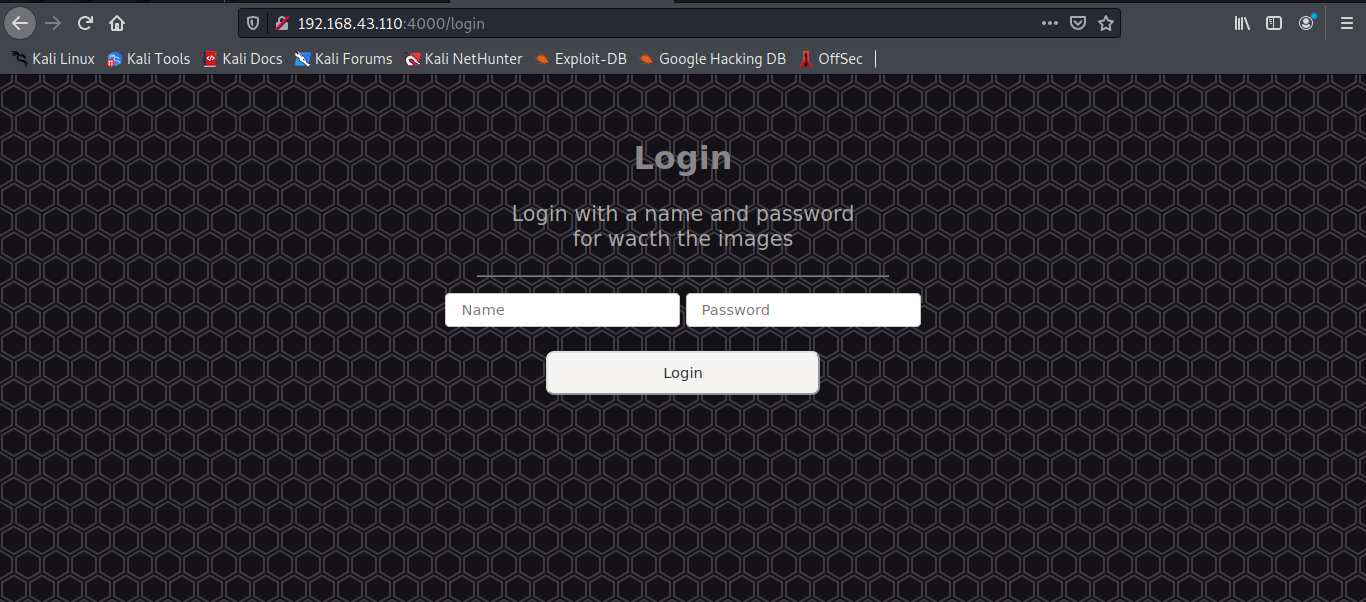 192.168.43.110:4000/login
Kali Linux Kali Tools Kali Docs Kali Forums Kali NetHunter Exploit-DB Google Hacking DB OffSec
Login
Login with a name and password
for wacth the images
Name Password
Login